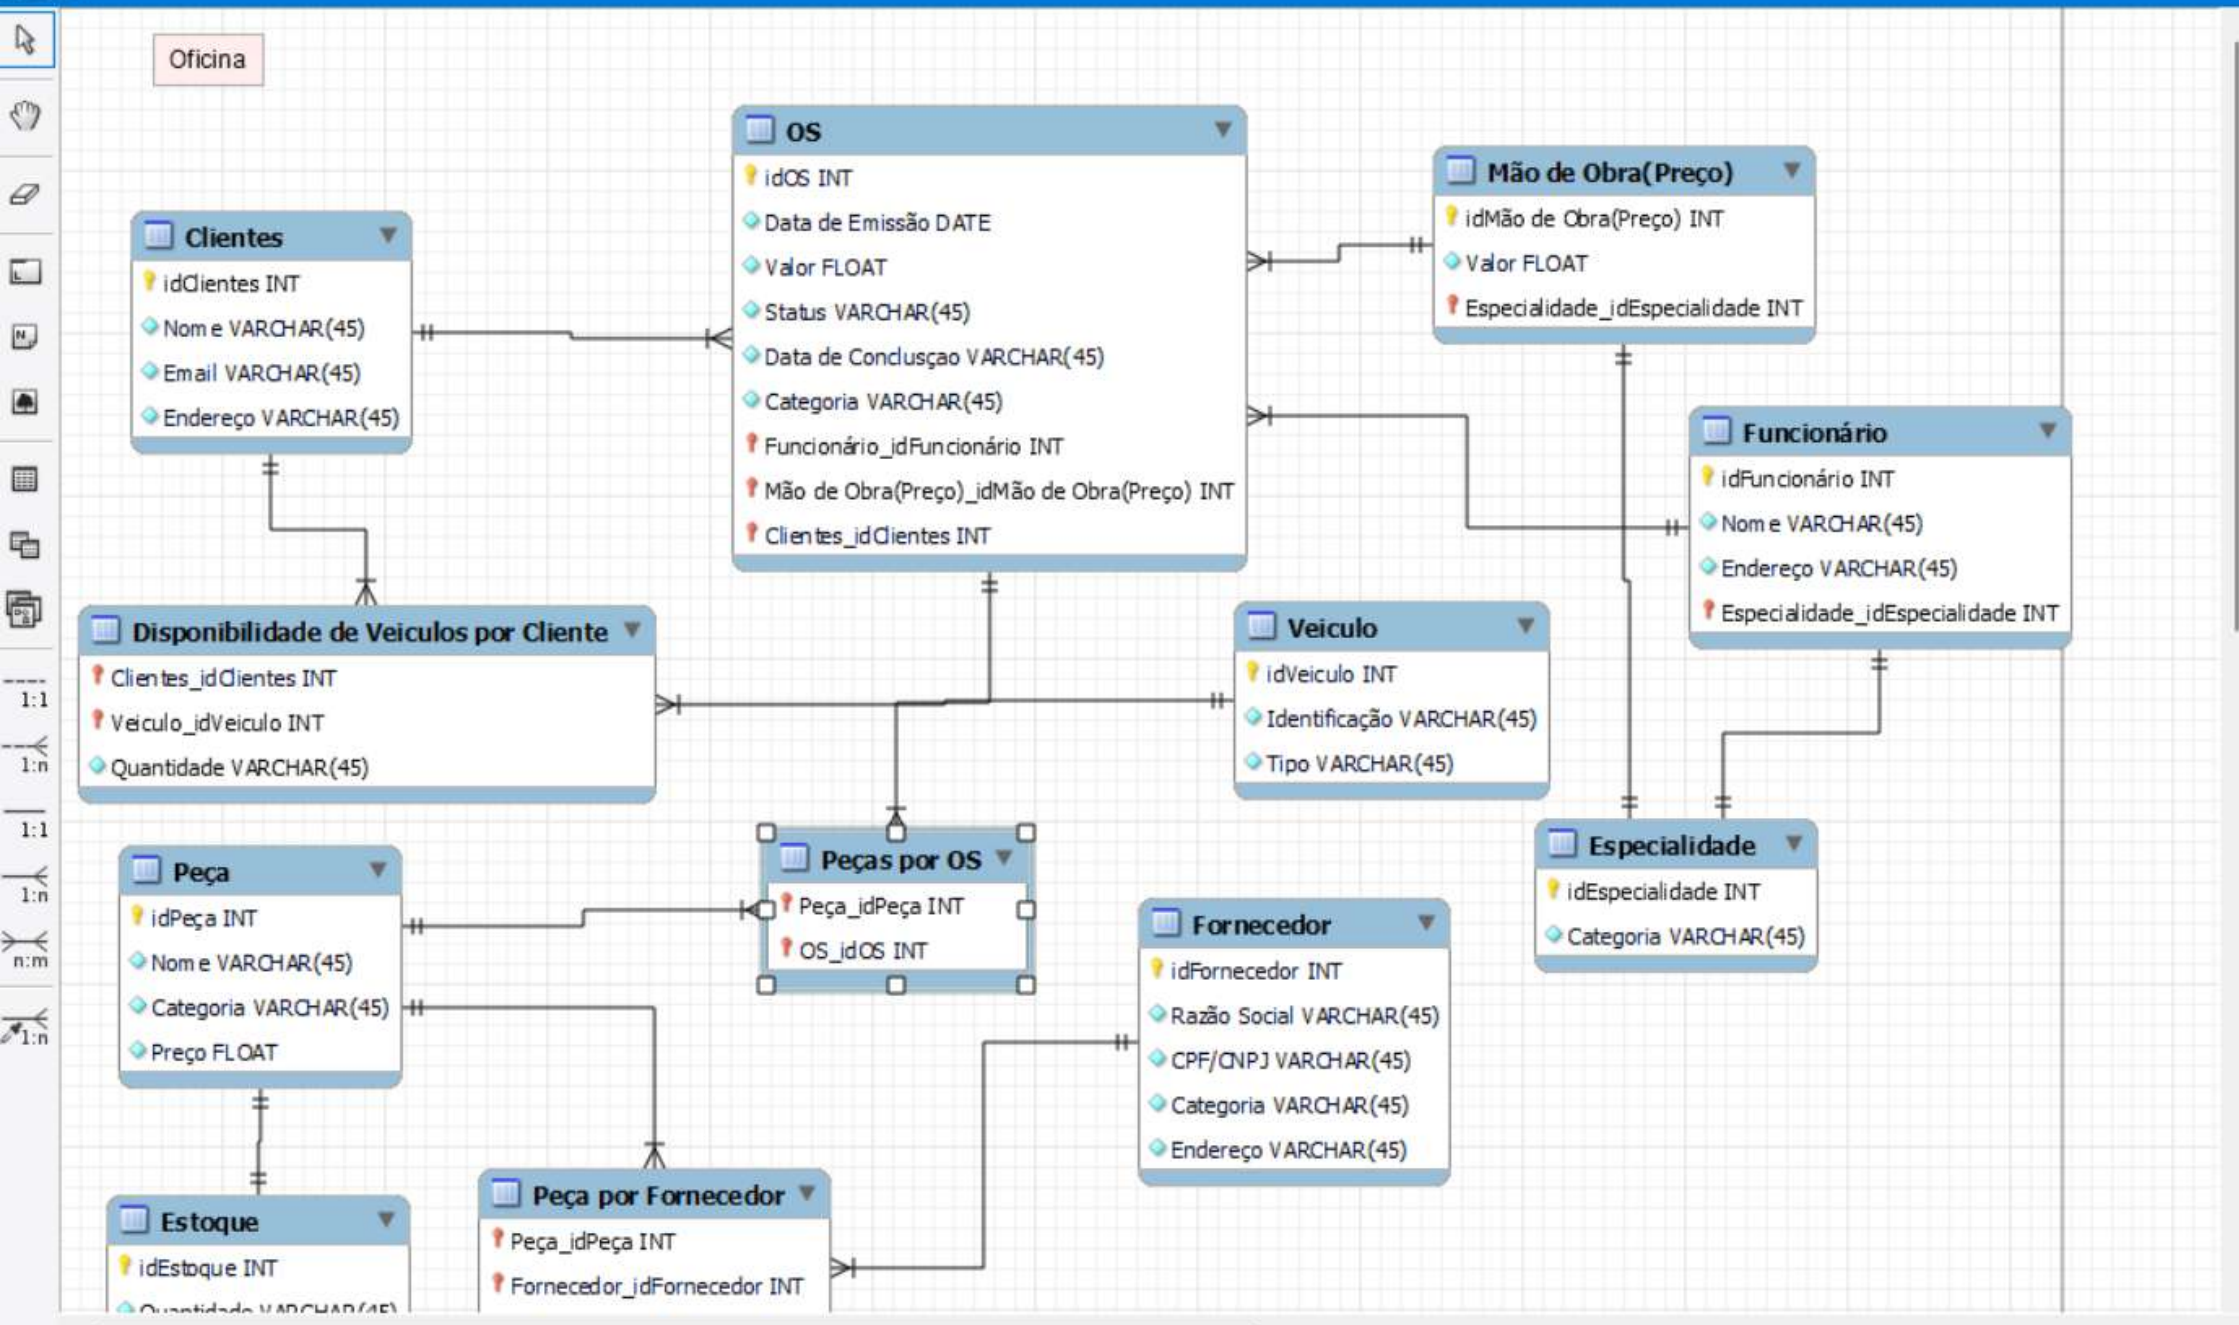 Oficina
OS
idOS INT
Data de Emissão DATE
Valor FLOAT
Status VARCHAR(45)
Data de Conclusçao VARCHAR(45)
Categoria VARCHAR(45)
Funcionário_idFuncionário INT
Mão de Obra(Preço)_idMão de Obra(Preço) INT
Clientes_idClientes INT
Mão de Obra(Preço)
idMão de Obra(Preço) INT
Valor FLOAT
Especialidade_idEspecialidade INT
Clientes
idClientes INT
Nome VARCHAR(45)
Email VARCHAR(45)
Endereço VARCHAR(45)
Funcionário
idFuncionário INT
Nome VARCHAR(45)
Endereço VARCHAR(45)
Especialidade_idEspecialidade INT
Disponibilidade de Veiculos por Cliente
Clientes_idClientes INT
Veiculo_idVeiculo INT
Quantidade VARCHAR(45)
Veiculo
idVeiculo INT
Identificação VARCHAR(45)
Tipo VARCHAR(45)
1:1
1:n
1:1
1:n
n:m
1:n
Peça
idPeça INT
Nome VARCHAR(45)
Categoria VARCHAR(45)
Preço FLOAT
Peças por OS
Peça_idPeça INT
OS_idOS INT
Especialidade
idEspecialidade INT
Categoria VARCHAR(45)
Fornecedor
idFornecedor INT
Razão Social VARCHAR(45)
CPF/CNPJ VARCHAR(45)
Categoria VARCHAR(45)
Endereço VARCHAR(45)
Estoque
idEstoque INT
Quantidade VARCHAR(45)
Peça por Fornecedor
Peça_idPeça INT
Fornecedor_idFornecedor INT